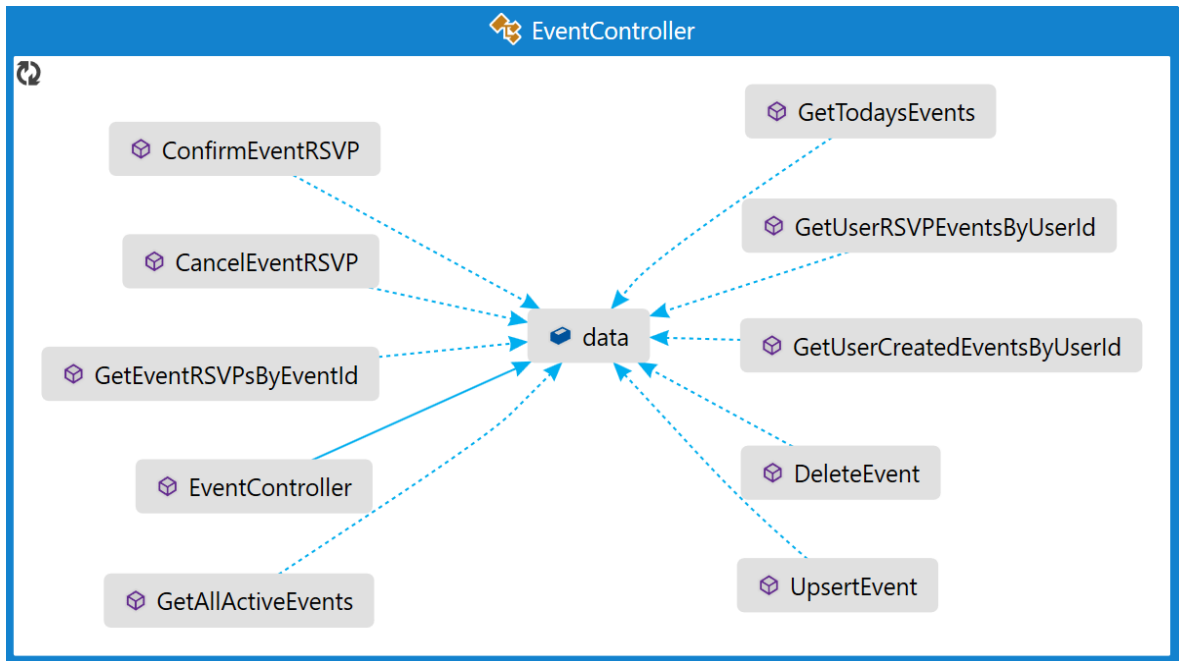 EventController
ConfirmEventRSVP
CancelEventRSVP
GetEventRSVPsByEventId
EventController
GetAllActiveEvents
data
GetTodaysEvents
GetUserRSVPEventsByUserId
GetUserCreatedEventsByUserId
DeleteEvent
UpsertEvent